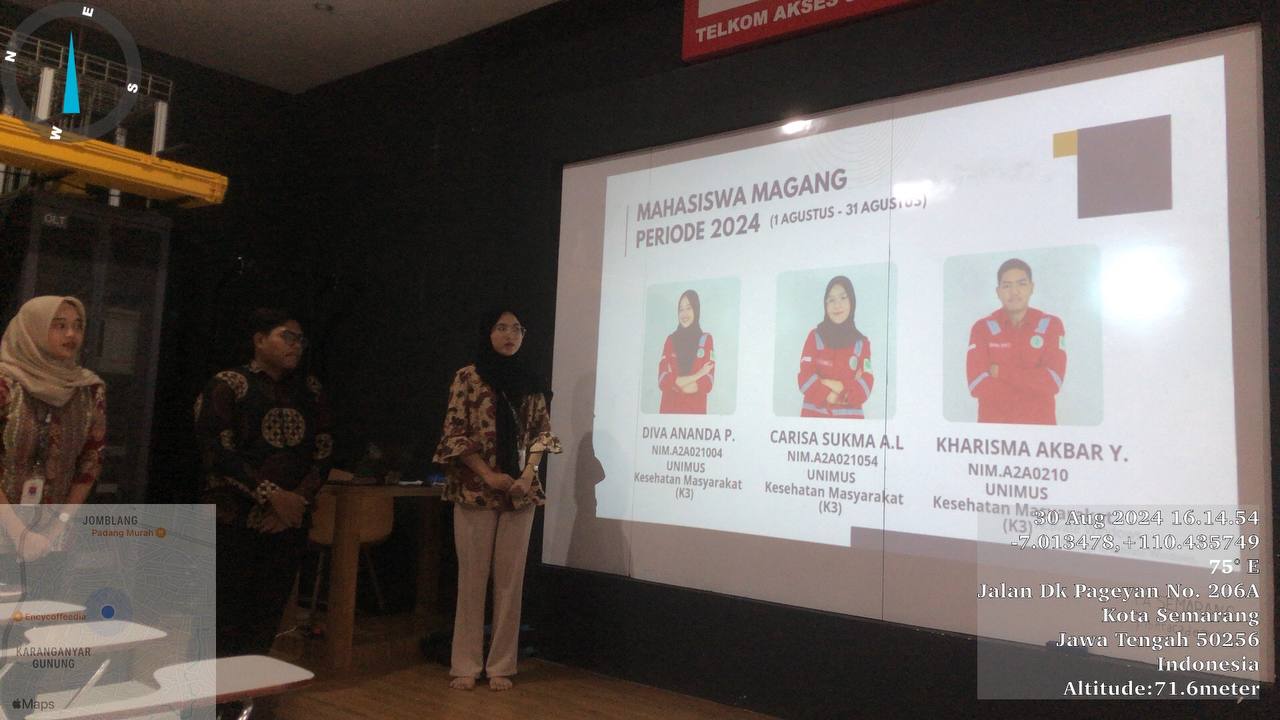 N
E
S
W
TELKOM AKSES
OLT
MAHASISWA MAGANG
PERIODE 2024 (1 AGUSTUS - 31 AGUSTUS)
DIVA ANANDA P.
NIM.A2A021004
UNIMUS
Kesehatan Masyarakat
(K3)
CARISA SUKMA A.L
NIM.A2A021054
UNIMUS
Kesehatan Masyarakat
(K3)
KHARISMA AKBAR Y.
NIM.A2A0210
UNIMUS
Kesehatan Masyarakat
(K3)
JOMBLANG
Padang Murah
Encycoffeedia
KARANGANYAR
GUNUNG
Maps
30 Aug 2024 16.14.54
-7.013478,+110.435749
75° E
Jalan Dk Pageyan No. 206A
Kota Semarang
Jawa Tengah 50256
Indonesia
Altitude:71.6meter